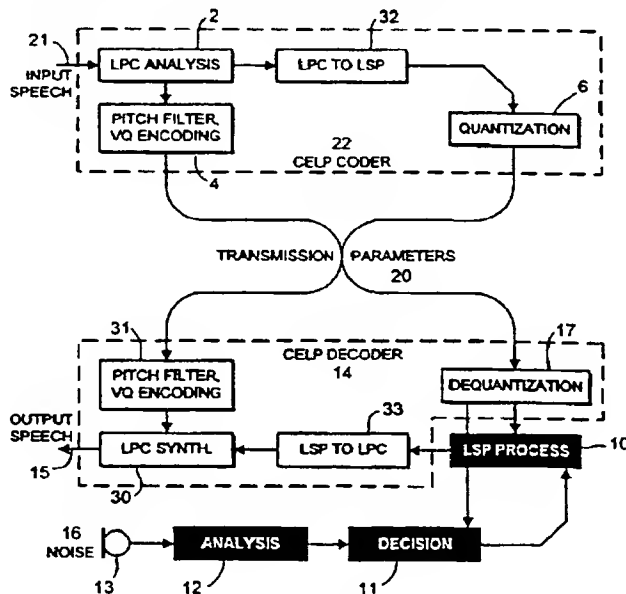 21
2
32
INPUT
SPEECH
LPC ANALYSIS
LPC TO LSP
6
PITCH FILTER,
VQ ENCODING
QUANTIZATION
4
22
CELP CODER
TRANSMISSION PARAMETERS
20
31
CELP DECODER
14
17
PITCH FILTER,
VQ ENCODING
DEQUANTIZATION
OUTPUT
SPEECH
33
15
LPC SYNTH.
LSP TO LPC
LSP PROCESS
10
30
16
NOISE
ANALYSIS
DECISION
13
12
11